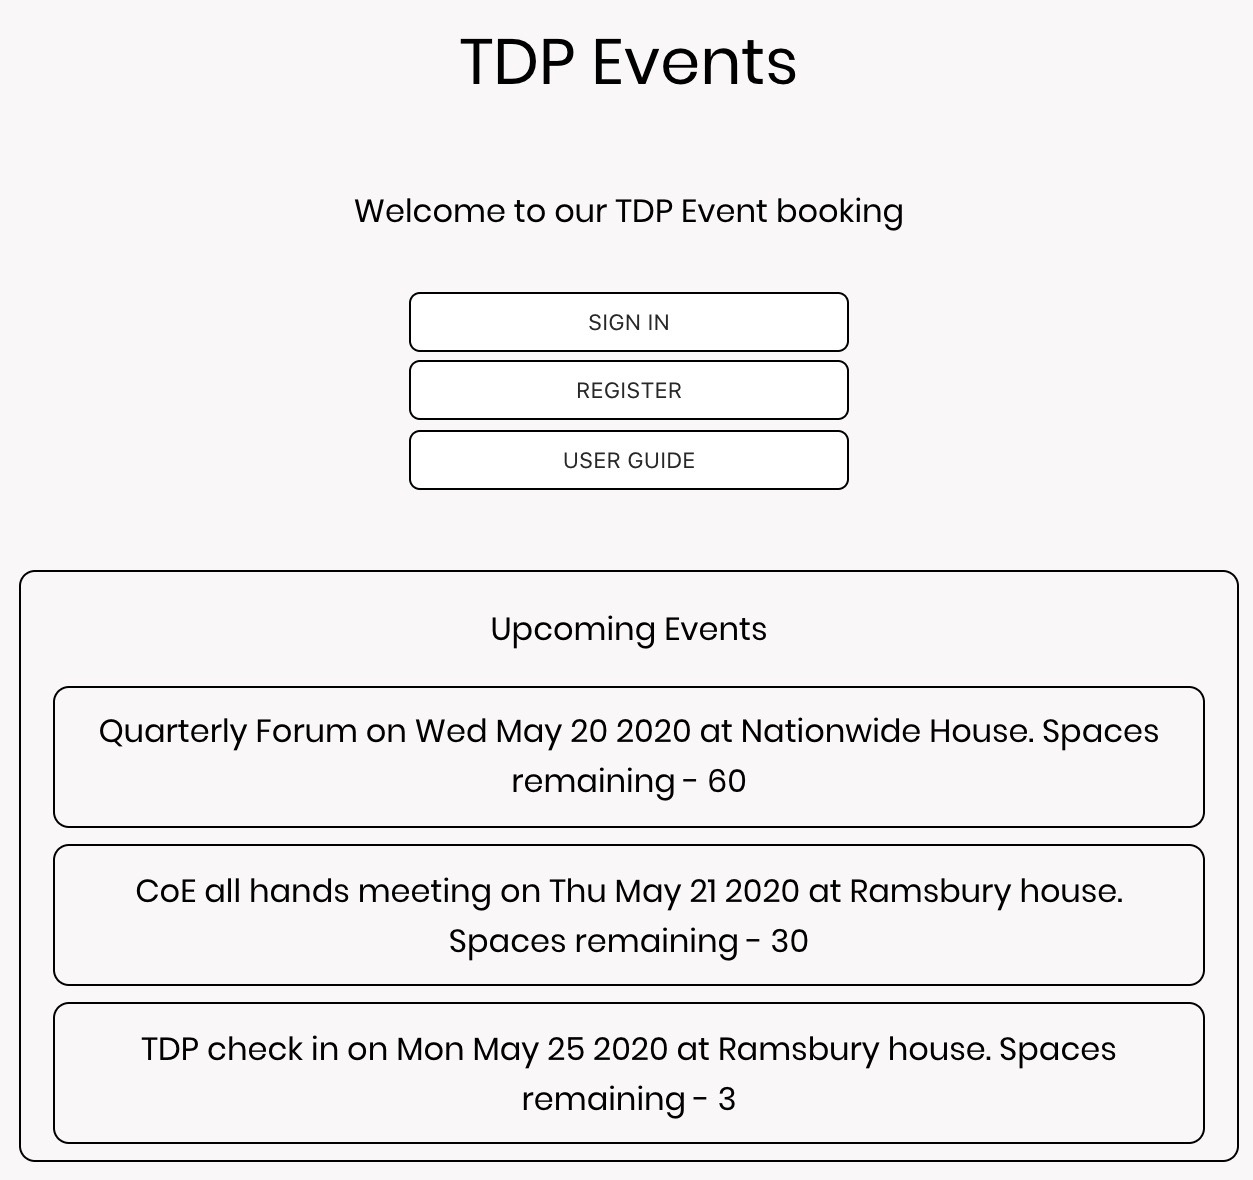 TDP Events
Welcome to our TDP Event booking
SIGN IN
REGISTER
USER GUIDE
Upcoming Events
Quarterly Forum on Wed May 20 2020 at Nationwide House. Spaces
remaining - 60
CoE all hands meeting on Thu May 21 2020 at Ramsbury house.
Spaces remaining - 30
TDP check in on Mon May 25 2020 at Ramsbury house. Spaces
remaining - 3